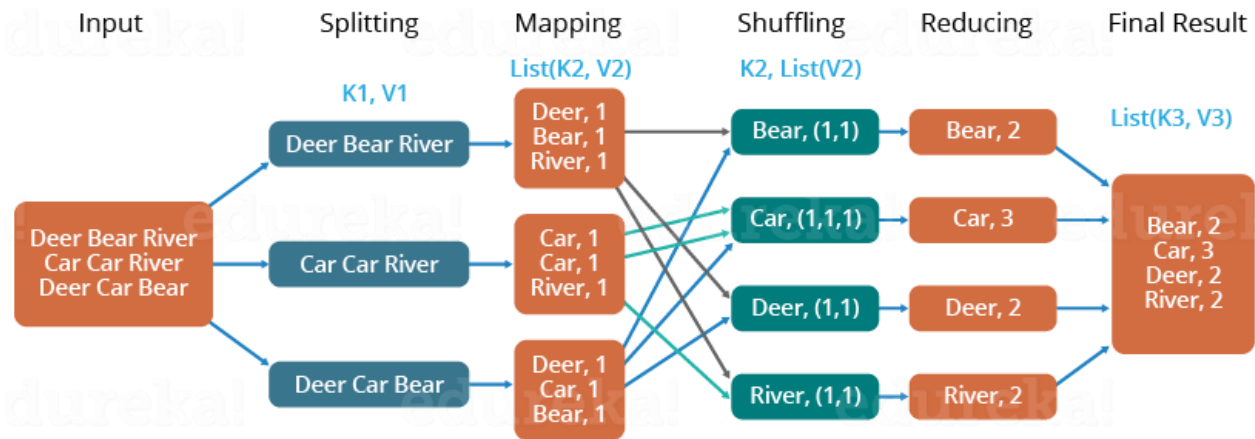 Input
Splitting
Mapping
Shuffling
Reducing
Final Result
K1, V1
List(K2, V2)
K2, List(V2)
List(K3, V3)
Deer Bear River
Car Car River
Deer Car Bear
Deer Bear River
Car Car River
Deer Car Bear
Deer, 1
Bear, 1
River, 1
Car, 1
Car, 1
River, 1
Deer, 1
Car, 1
Bear, 1
Bear, (1,1)
Car, (1,1,1)
Deer, (1,1)
River, (1,1)
Bear, 2
Car, 3
Deer, 2
River, 2
Bear, 2
Car, 3
Deer, 2
River, 2
edureka!